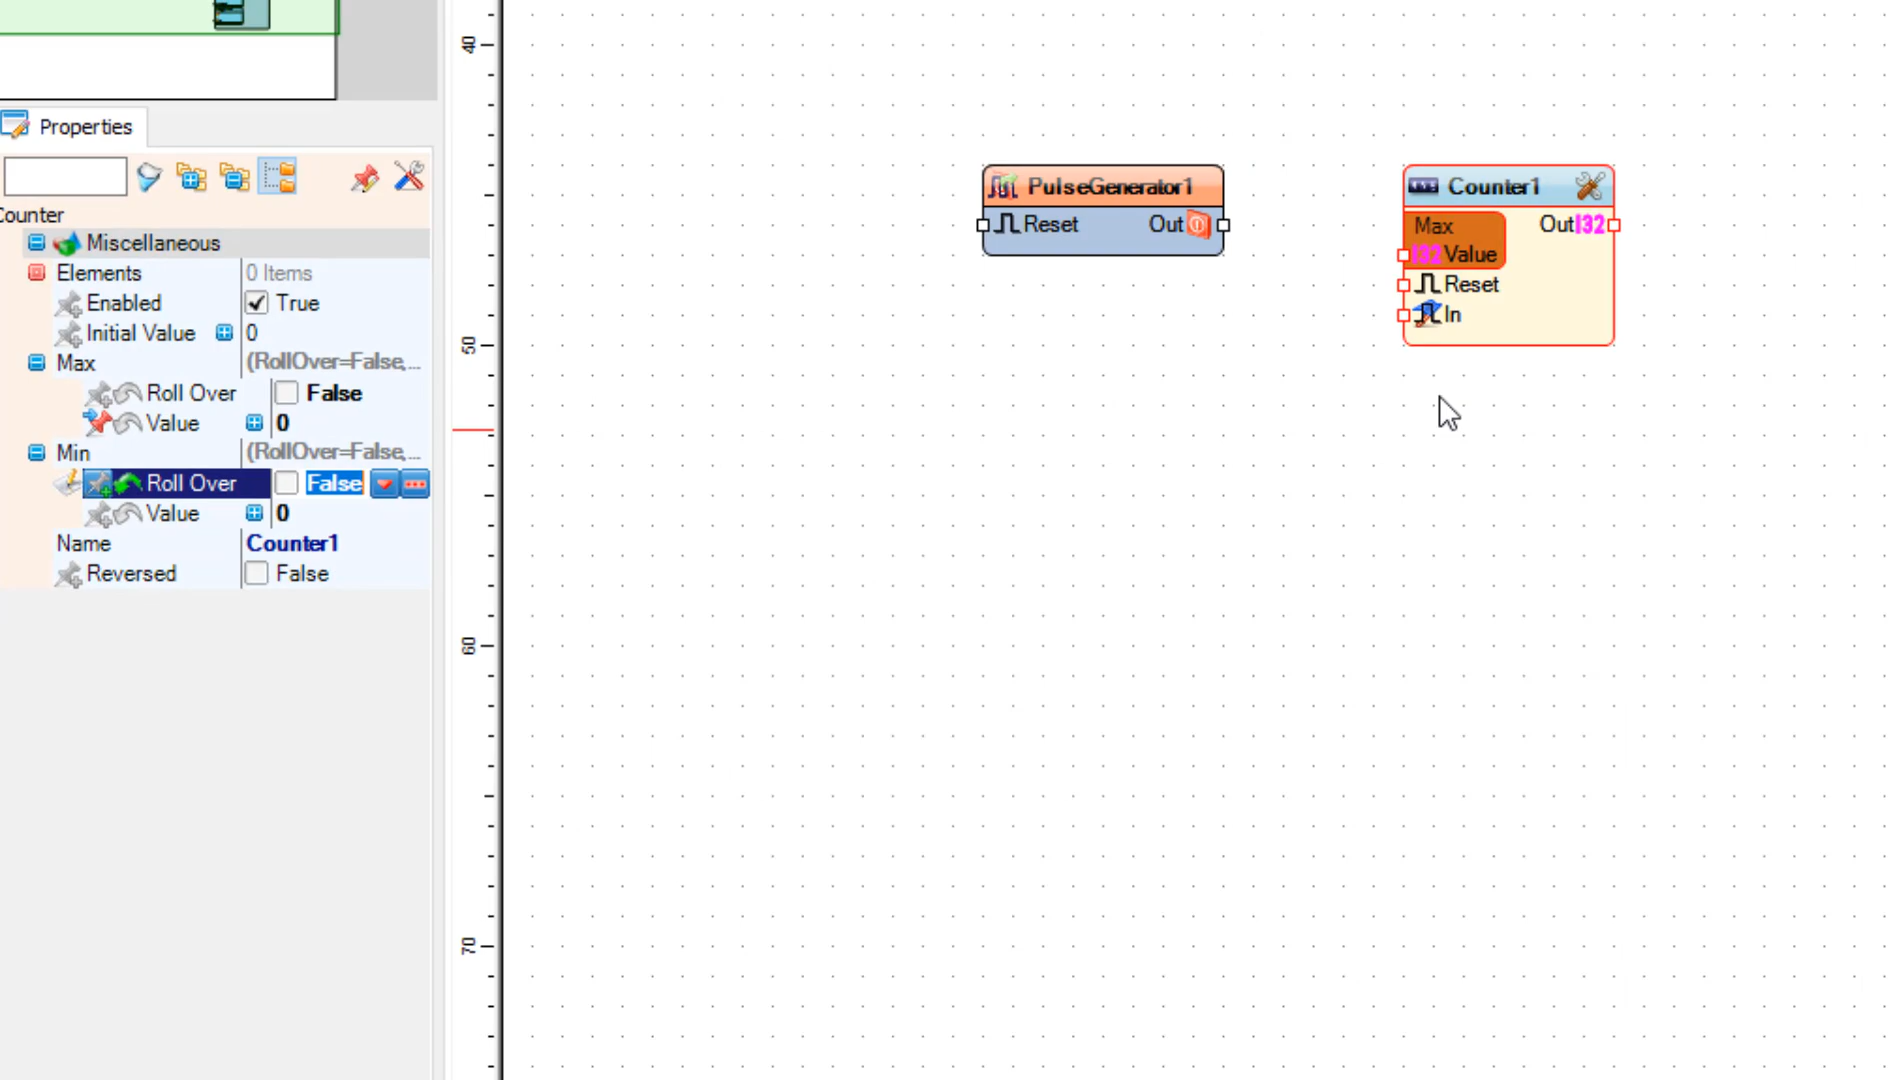 Properties
Counter
Miscellaneous
Elements 0 Items
Enabled True
Initial Value 0
Max (RollOver=False,...
Roll Over False
Value 0
Min (RollOver=False,...
Roll Over False
Value 0
Name Counter1
Reversed False
40
50
60
70
PulseGenerator1
Reset Out
Counter1
Max Out I32
I32 Value
Reset
In